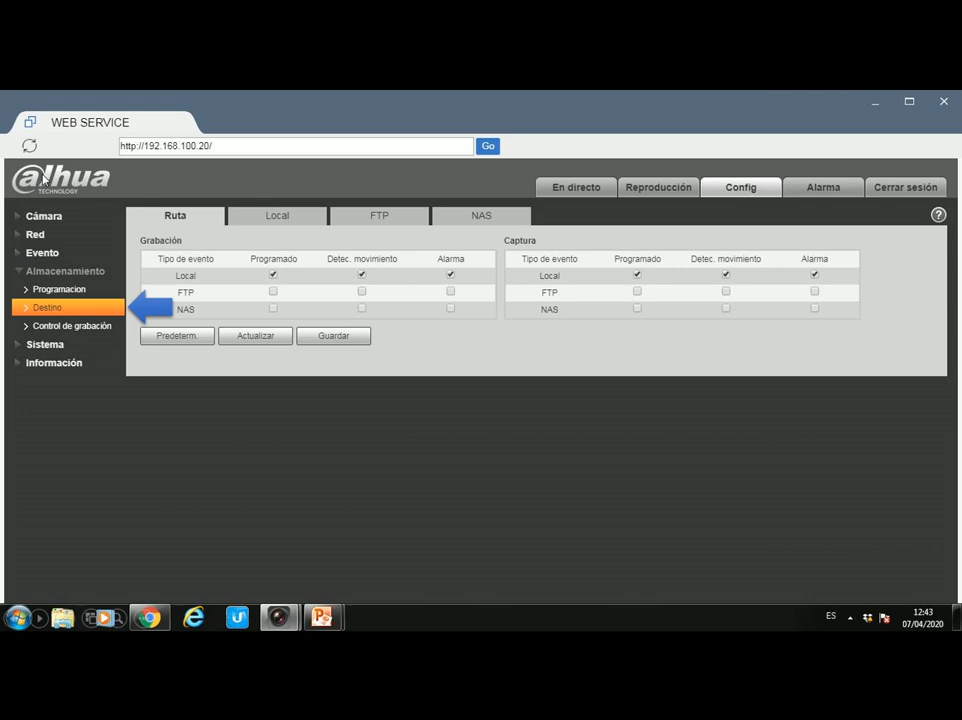 WEB SERVICE
http://192.168.100.20/ Go
alhua
TECHNOLOGY
En directo Reproducción Config Alarma Cerrar sesión
Cámara
Red
Evento
Almacenamiento
Programacion
Destino
Control de grabación
Sistema
Información
Ruta Local FTP NAS ?
Grabación
Tipo de evento Programado Detec. movimiento Alarma
Local
FTP
NAS
Captura
Tipo de evento Programado Detec. movimiento Alarma
Local
FTP
NAS
Predeterm. Actualizar Guardar
ES
12:43
07/04/2020